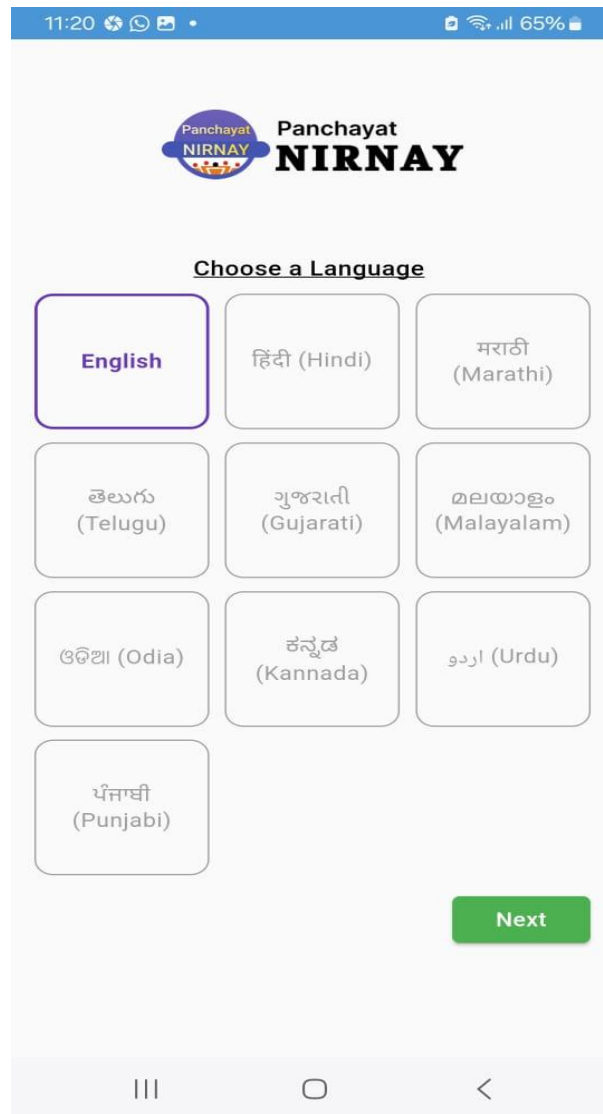 11:20
65%
Panchayat
NIRNAY
Panchayat
NIRNAY
Choose a Language
English
हिंदी (Hindi)
मराठी
(Marathi)
తెలుగు
(Telugu)
ગુજરાતી
(Gujarati)
മലയാളം
(Malayalam)
ଓଡିଆ (Odia)
ಕನ್ನಡ
(Kannada)
اردو (Urdu)
ਪੰਜਾਬੀ
(Punjabi)
Next